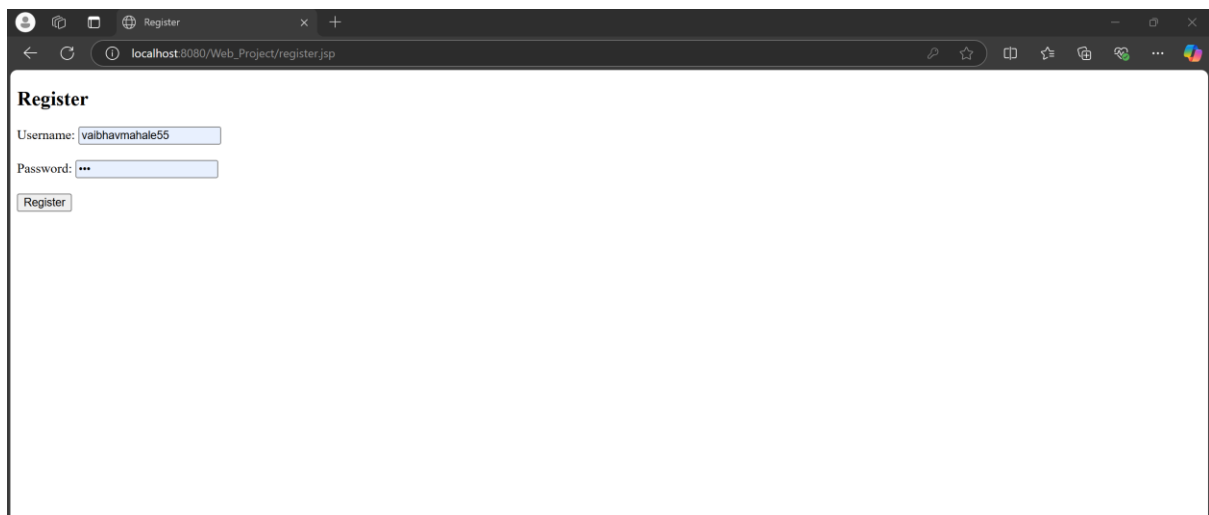 Register
localhost:8080/Web_Project/register.jsp
Register
Username: vaibhavmahale55
Password: •••
Register